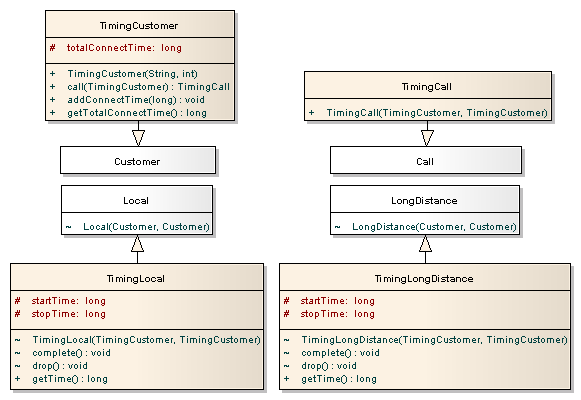 TimingCustomer
# totalConnectTime: long
+ TimingCustomer(String, int)
+ call(TimingCustomer) : TimingCall
+ addConnectTime(long) : void
+ getTotalConnectTime() : long
Customer
TimingCall
+ TimingCall(TimingCustomer, TimingCustomer)
Call
Local
~ Local(Customer, Customer)
TimingLocal
# startTime: long
# stopTime: long
~ TimingLocal(TimingCustomer, TimingCustomer)
~ complete() : void
~ drop() : void
+ getTime() : long
LongDistance
~ LongDistance(Customer, Customer)
TimingLongDistance
# startTime: long
# stopTime: long
~ TimingLongDistance(TimingCustomer, TimingCustomer)
~ complete() : void
~ drop() : void
+ getTime() : long